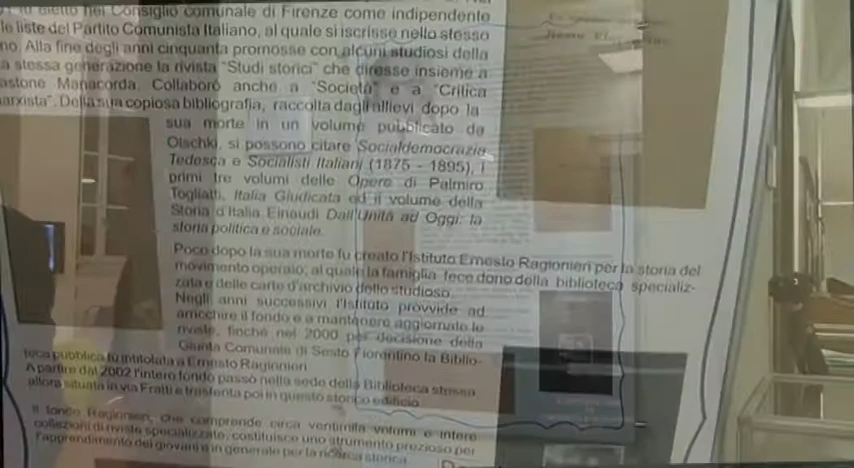 eletto nel Consiglio comunale di Firenze come indipendente
le liste del Partito Comunista Italiano, al quale si iscrisse nello stesso
no. Alla fine degli anni cinquanta promosse con alcuni studiosi della
a stessa generazione la rivista "Studi storici" che diresse insieme a
astone Manacorda. Collaborò anche a "Società" e a "Critica
arxista". Della sua copiosa bibliografia, raccolta dagli allievi dopo la
sua morte in un volume pubblicato da
Olschki, si possono citare Socialdemocrazia
Tedesca e Socialisti Italiani (1875 - 1895), i
primi tre volumi delle Opere di Palmiro
Togliatti, Italia Giudicata ed il volume della
Storia d'Italia Einaudi Dall'Unità ad Oggi: la
storia politica e sociale.
Poco dopo la sua morte fu creato l'Istituto Ernesto Ragionieri per la storia del
movimento operaio, al quale la famiglia fece dono della biblioteca specializ-
zata e delle carte d'archivio dello studioso.
Negli anni successivi l'Istituto provvide ad
arricchire il fondo e a mantenere aggiornate le
riviste, finché nel 2000 per decisione della
Giunta Comunale di Sesto Fiorentino la Biblio-
teca pubblica fu intitolata a Ernesto Ragionieri
A partire dal 2002 l'intero fondo passò nella sede della Biblioteca stessa
allora situata in via Fratti e trasferita poi in questo storico edificio.
Il fondo Ragionieri, che comprende circa ventimila volumi e intere
collezioni di riviste specializzate, costituisce uno strumento prezioso per
l'apprendimento dei giovani e in generale per la ricerca storica.